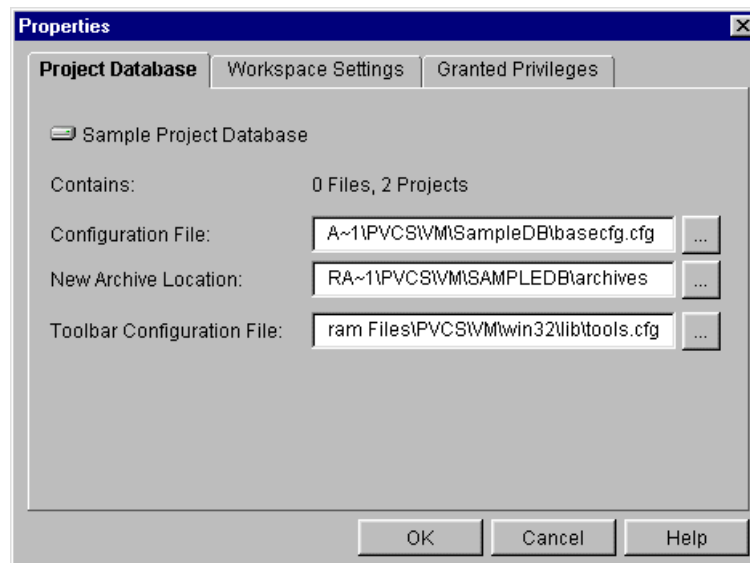 Properties
Project Database Workspace Settings Granted Privileges
Sample Project Database
Contains: 0 Files, 2 Projects
Configuration File: A~1\PVCS\VM\SampleDB\basecfg.cfg ...
New Archive Location: RA~1\PVCS\VM\SAMPLEDB\archives ...
Toolbar Configuration File: ram Files\PVCS\VM\win32\lib\tools.cfg ...
OK Cancel Help